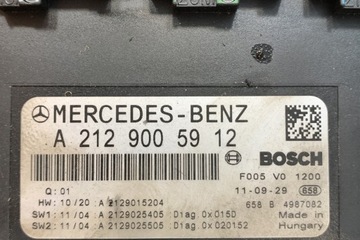 MERCEDES-BENZ
A 212 900 59 12
BOSCH
F005 V0 1200
Q: 01
11-09-29 658
HW: 10/20 : A 2129015204
658 B 4987082
SW1: 11/04 : A 2129025405 Diag.0x015D
Made in
SW2: 11/04 : A 2129025505 Diag.0x020152
Hungary